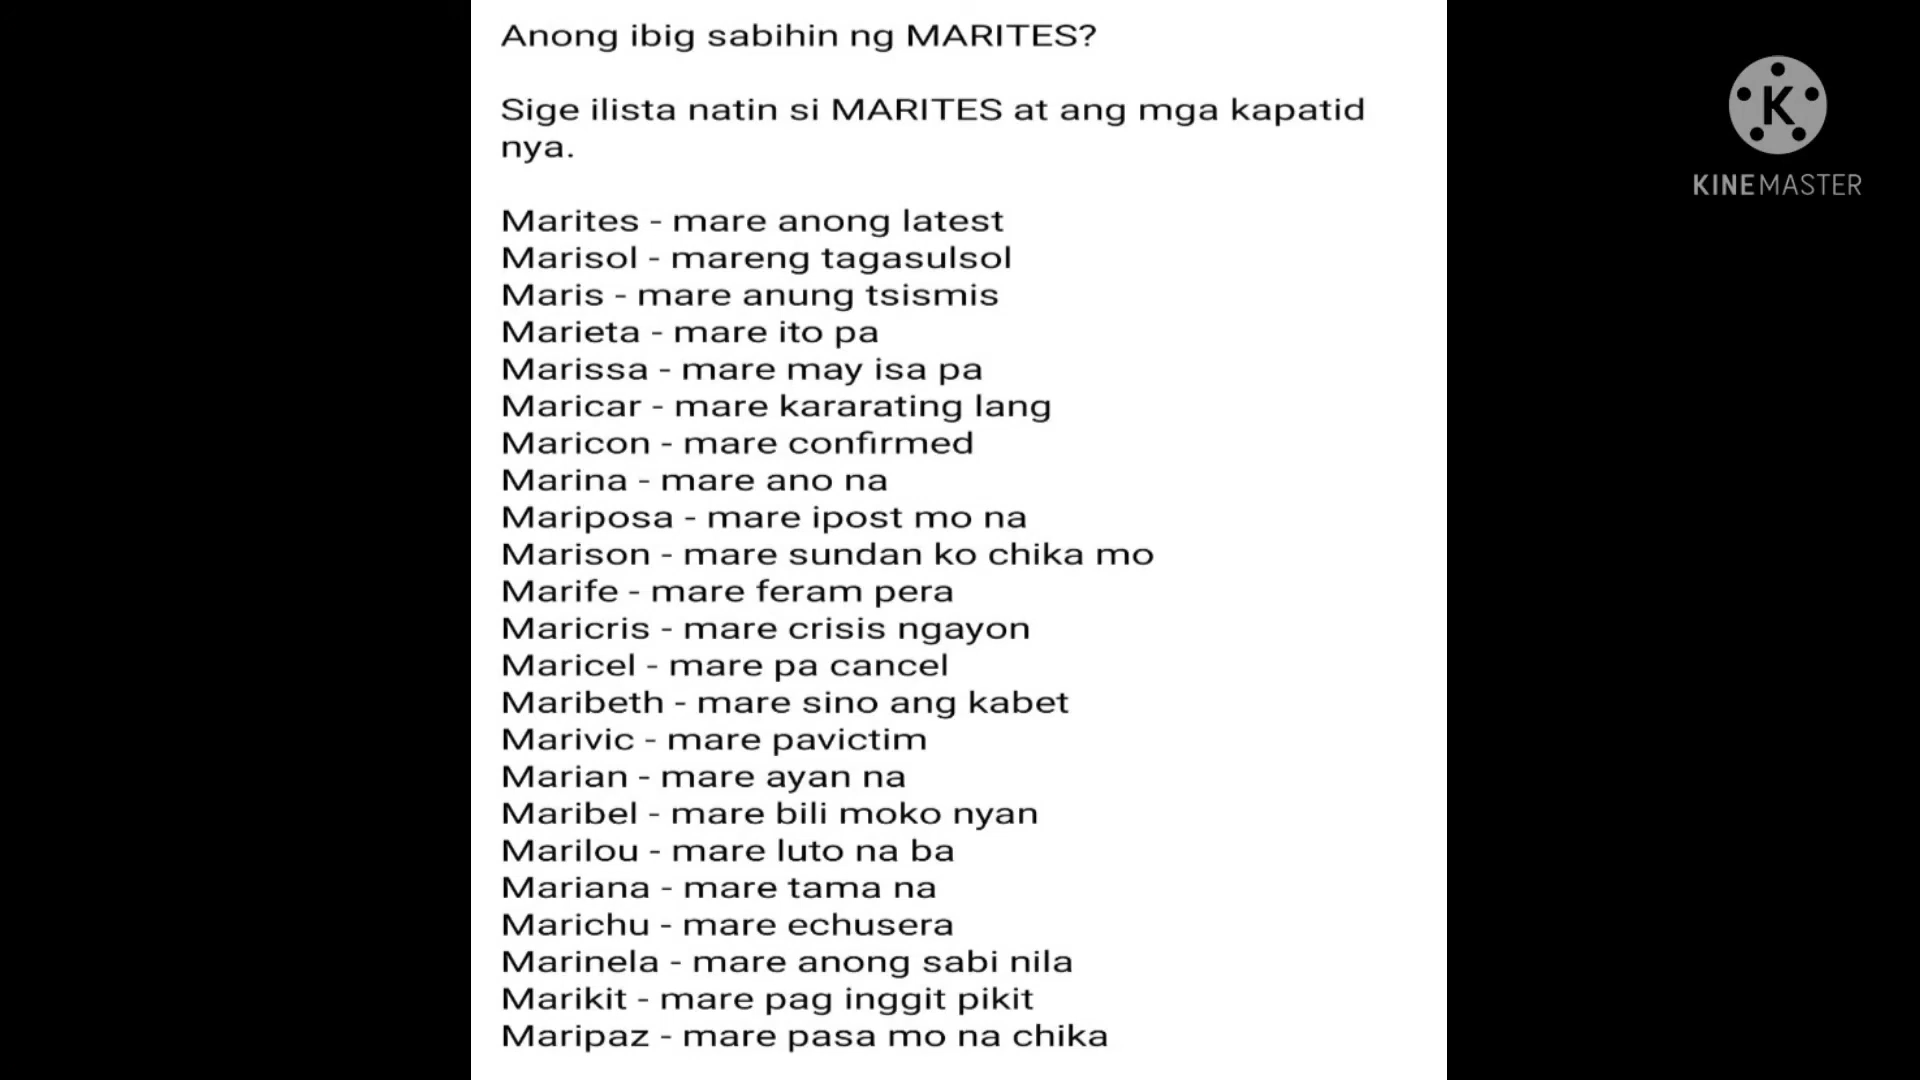 Anong ibig sabihin ng MARITES?
Sige ilista natin si MARITES at ang mga kapatid
nya.
Marites - mare anong latest
Marisol - mareng tagasulsol
Maris - mare anung tsismis
Marieta - mare ito pa
Marissa - mare may isa pa
Maricar - mare kararating lang
Maricon - mare confirmed
Marina - mare ano na
Mariposa - mare ipost mo na
Marison - mare sundan ko chika mo
Marife - mare feram pera
Maricris - mare crisis ngayon
Maricel - mare pa cancel
Maribeth - mare sino ang kabet
Marivic - mare pavictim
Marian - mare ayan na
Maribel - mare bili moko nyan
Marilou - mare luto na ba
Mariana - mare tama na
Marichu - mare echusera
Marinela - mare anong sabi nila
Marikit - mare pag inggit pikit
Maripaz - mare pasa mo na chika
K
KINEMASTER